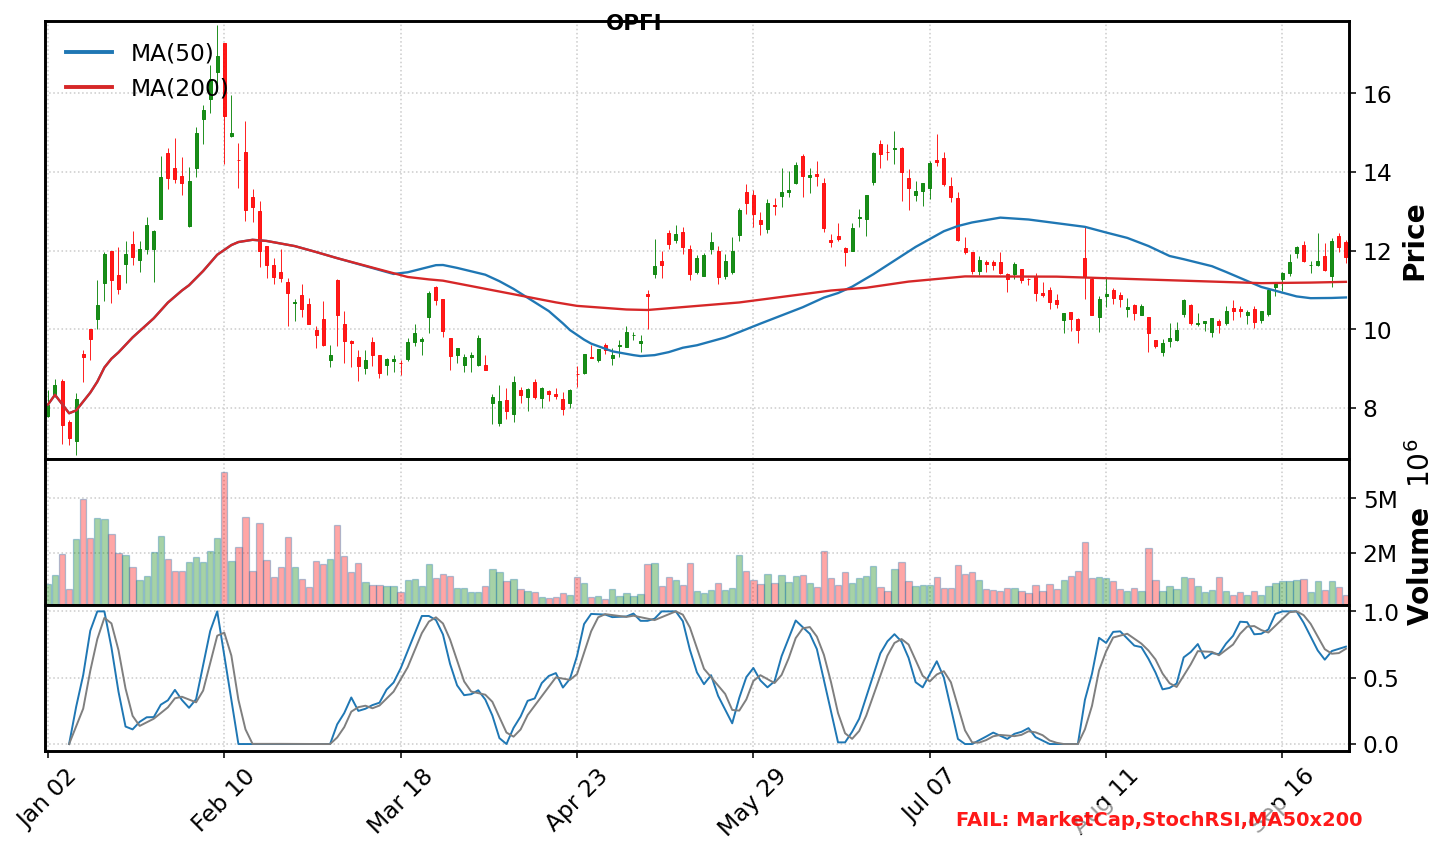 OPFI
MA(50)
MA(200)
16
14
12
10
8
Price
5M
2M
Volume 10^6
1.0
0.5
0.0
Jan 02
Feb 10
Mar 18
Apr 23
May 29
Jul 07
Aug 11
Sep 16
FAIL: MarketCap,StochRSI,MA50x200